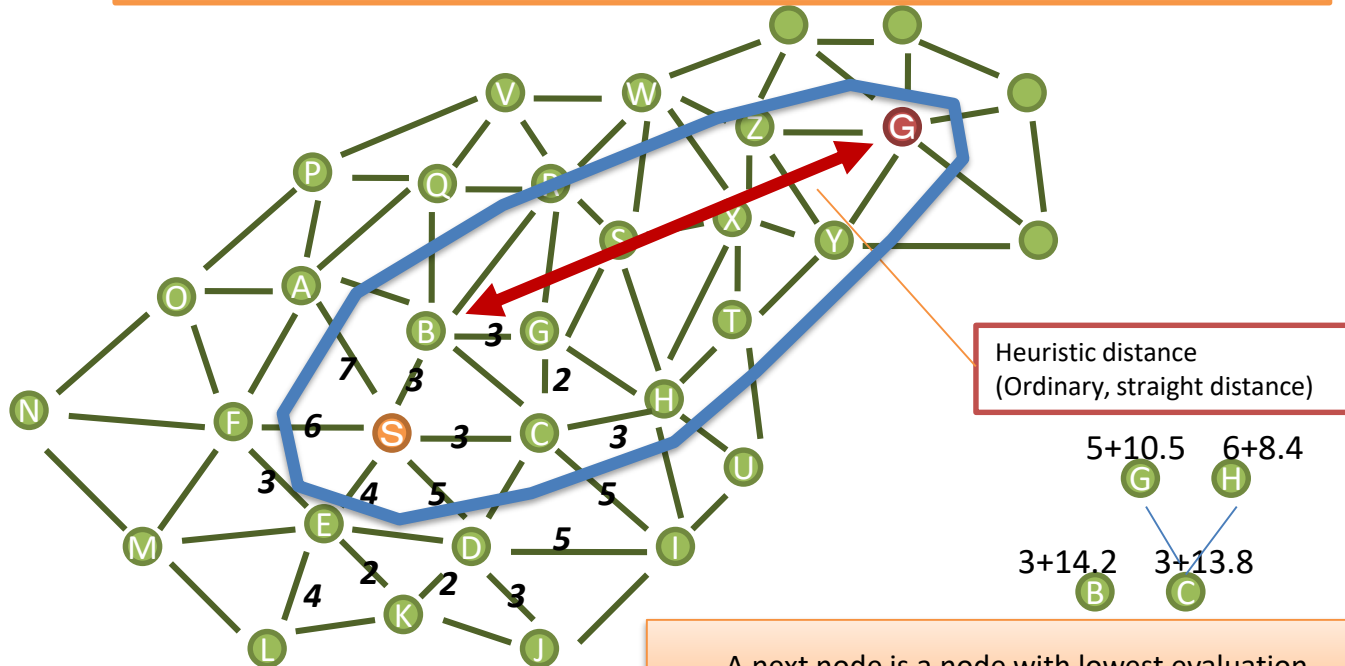 V
W
Z
G
P
Q
R
S
X
Y
O
A
B
3
G
T
7
3
2
N
F
6
S
3
C
3
H
U
3
4
5
5
M
E
D
5
I
2
2
3
4
K
L
J
Heuristic distance
(Ordinary, straight distance)
5+10.5 6+8.4
G H
3+14.2 3+13.8
B C
A next node is a node with lowest evaluation